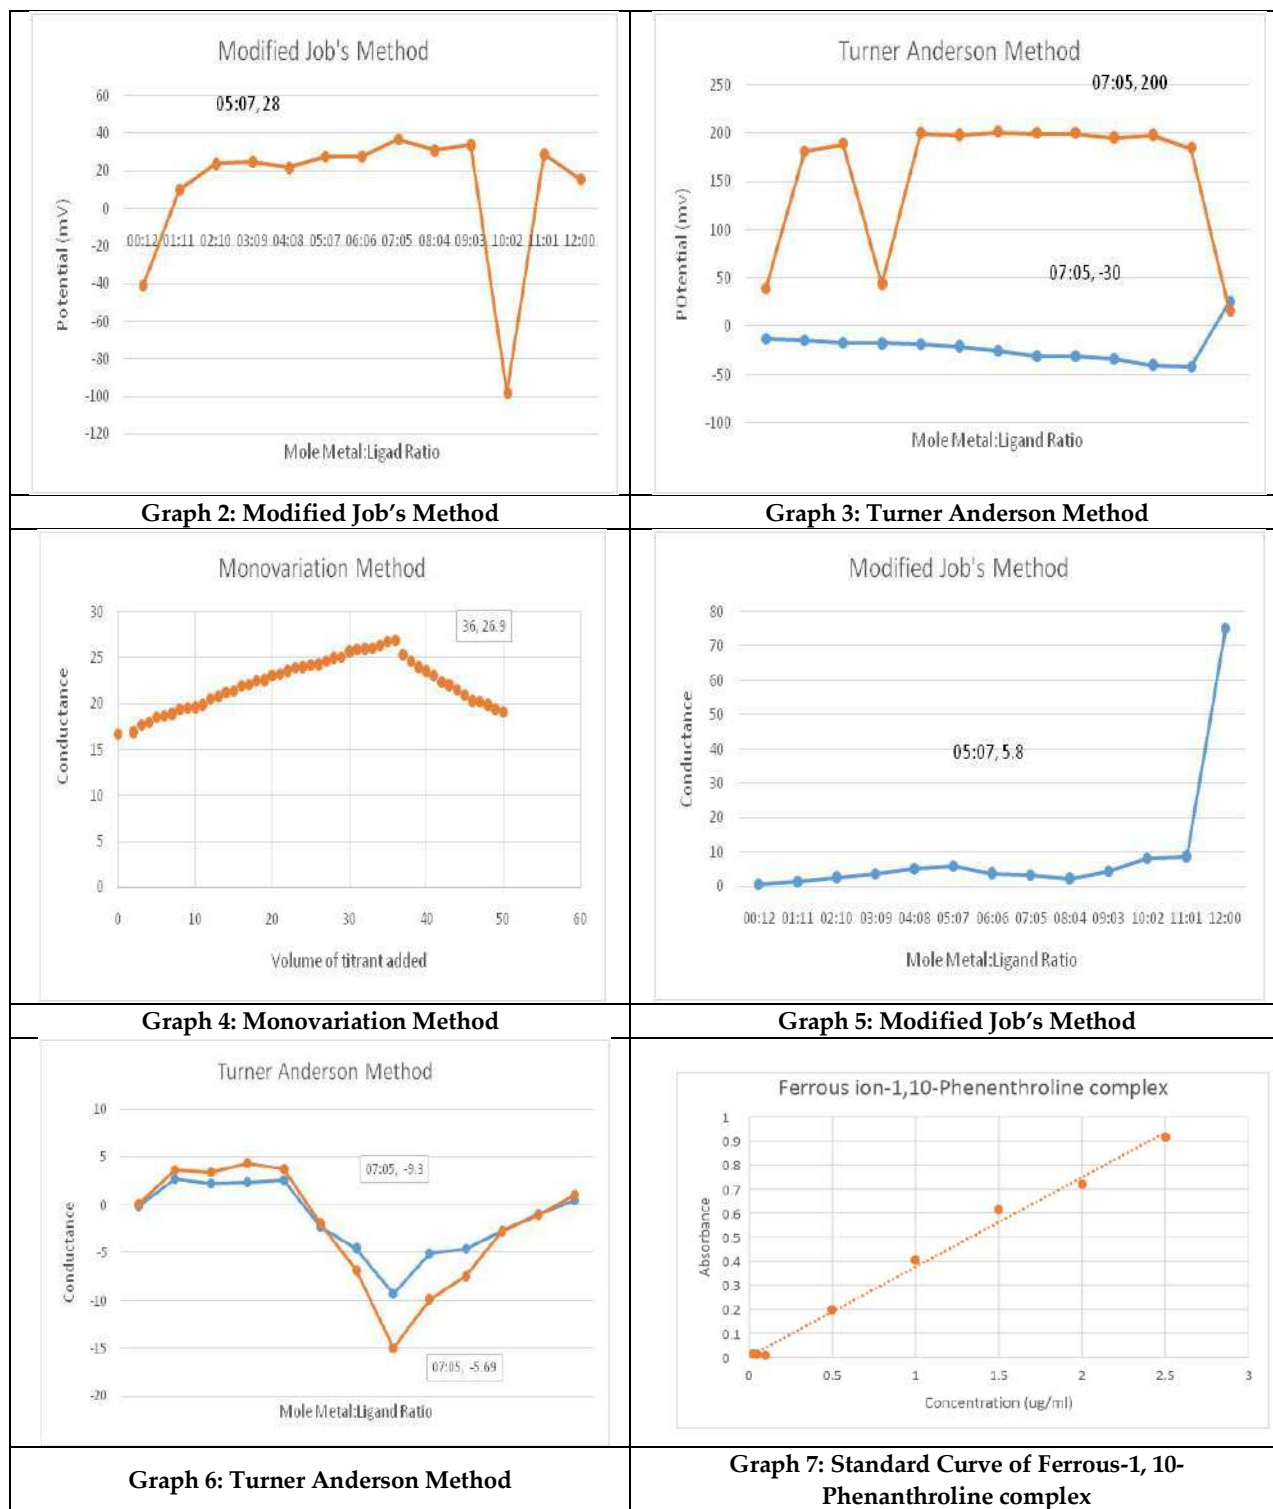 Modified Job's Method
05:07, 28
60
40
20
0
-20
-40
-60
-80
-100
-120
Potential (mV)
00:12 01:11 02:10 03:09 04:08 05:07 06:06 07:05 08:04 09:03 10:02 11:01 12:00
Mole Metal:Ligad Ratio
Graph 2: Modified Job’s Method
Turner Anderson Method
07:05, 200
250
200
150
100
50
0
-50
-100
POtential (mv)
07:05, -30
Mole Metal:Ligand Ratio
Graph 3: Turner Anderson Method
Monovariation Method
36, 26.9
30
25
20
15
10
5
0
Conductance
0 10 20 30 40 50 60
Volume of titrant added
Graph 4: Monovariation Method
Modified Job's Method
80
70
60
50
40
30
20
10
0
Conductance
05:07, 5.8
00:12 01:11 02:10 03:09 04:08 05:07 06:06 07:05 08:04 09:03 10:02 11:01 12:00
Mole Metal:Ligand Ratio
Graph 5: Modified Job’s Method
Turner Anderson Method
10
5
0
-5
-10
-15
-20
Conductance
07:05, -9.3
07:05, -5.69
Mole Metal:Ligand Ratio
Graph 6: Turner Anderson Method
Ferrous ion-1,10-Phenenthroline complex
1
0.9
0.8
0.7
0.6
0.5
0.4
0.3
0.2
0.1
0
Absorbance
0 0.5 1 1.5 2 2.5 3
Concentration (ug/ml)
Graph 7: Standard Curve of Ferrous-1, 10-
Phenanthroline complex